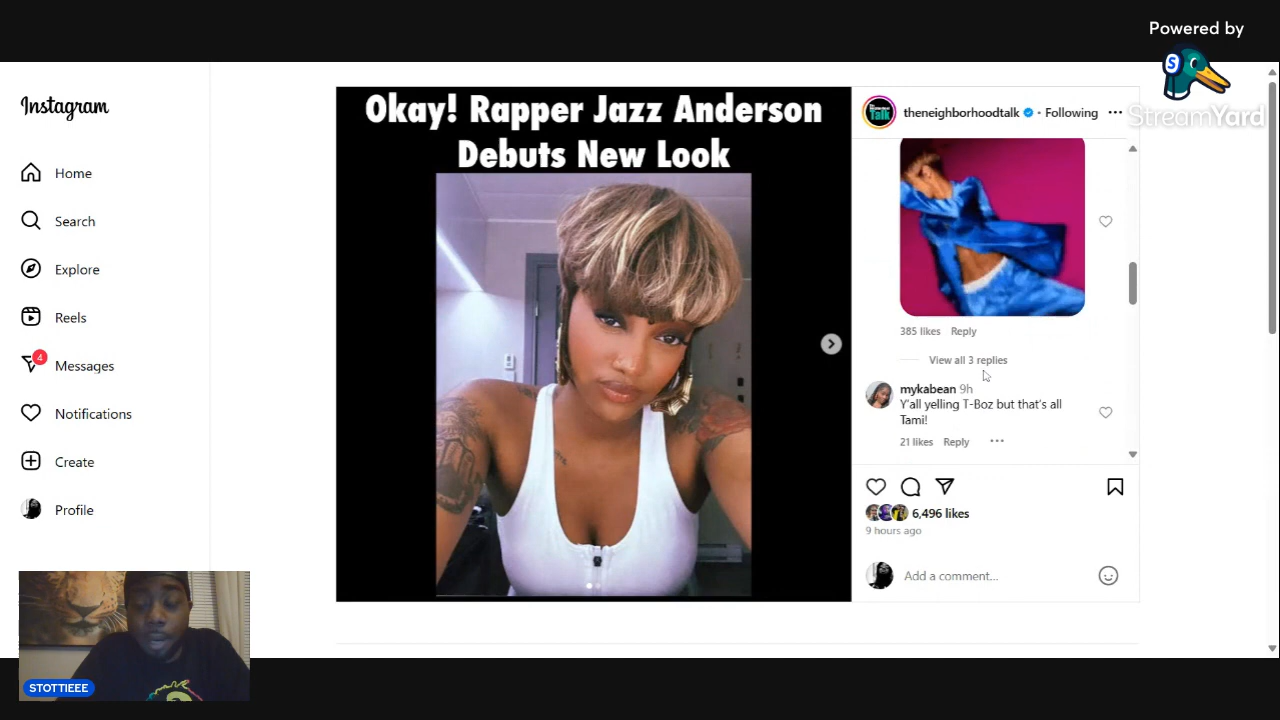 Powered by
StreamYard
Instagram
Home
Search
Explore
Reels
4
Messages
Notifications
Create
Profile
Okay! Rapper Jazz Anderson
Debuts New Look
Talk
theneighborhoodtalk • Following
385 likes Reply
View all 3 replies
mykabean 9h
Y'all yelling T-Boz but that's all
Tami!
21 likes Reply
6,496 likes
9 hours ago
Add a comment...
STOTTIEEE